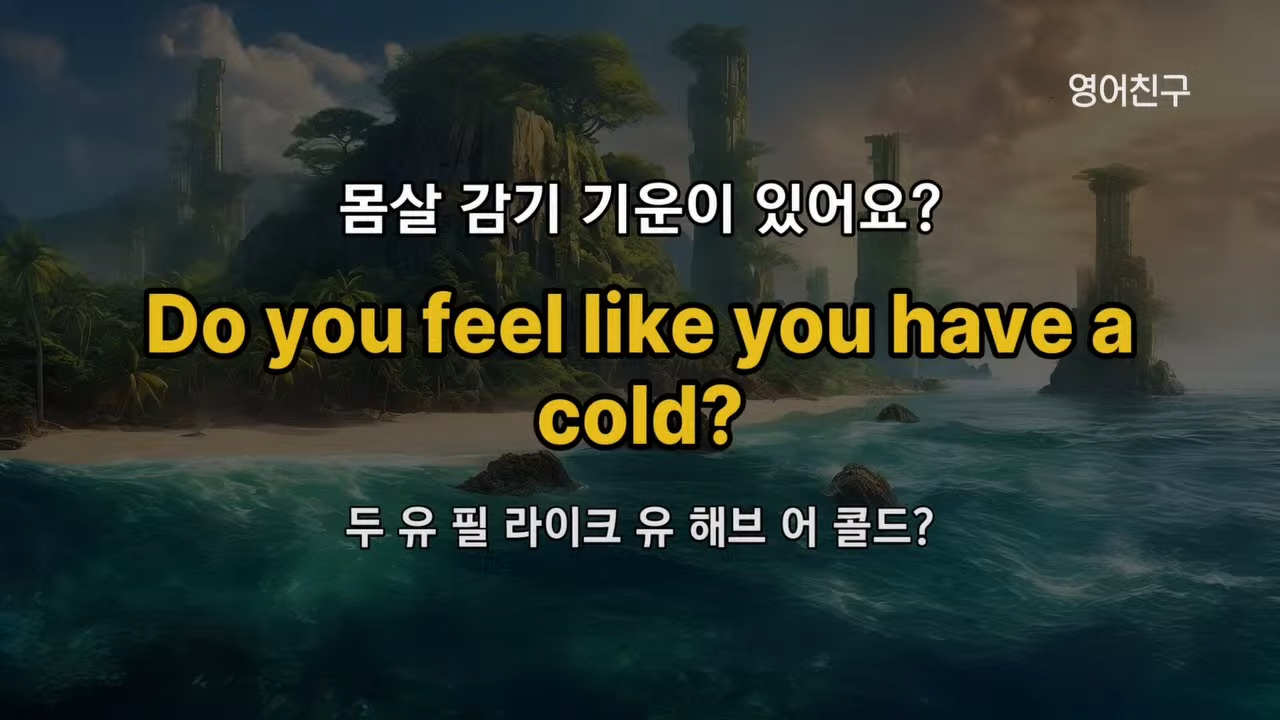 영어친구
몸살 감기 기운이 있어요?
Do you feel like you have a
cold?
두 유 필 라이크 유 해브 어 콜드?